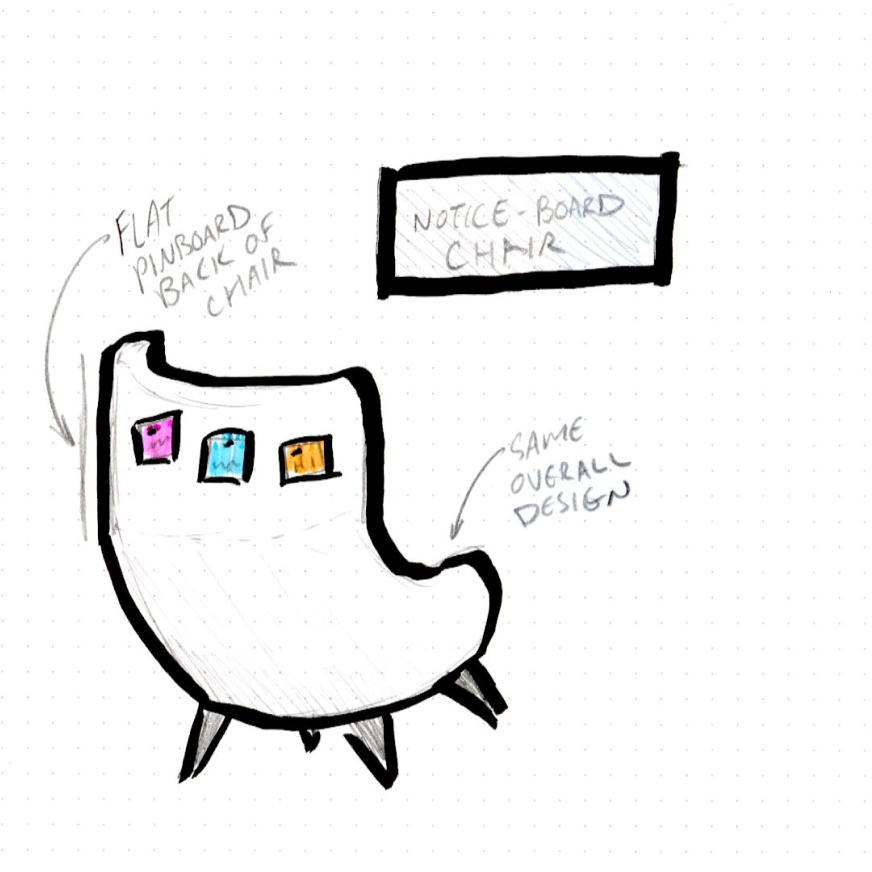 NOTICE-BOARD
CHAIR
FLAT
PINBOARD
BACK OF
CHAIR
SAME
OVERALL
DESIGN